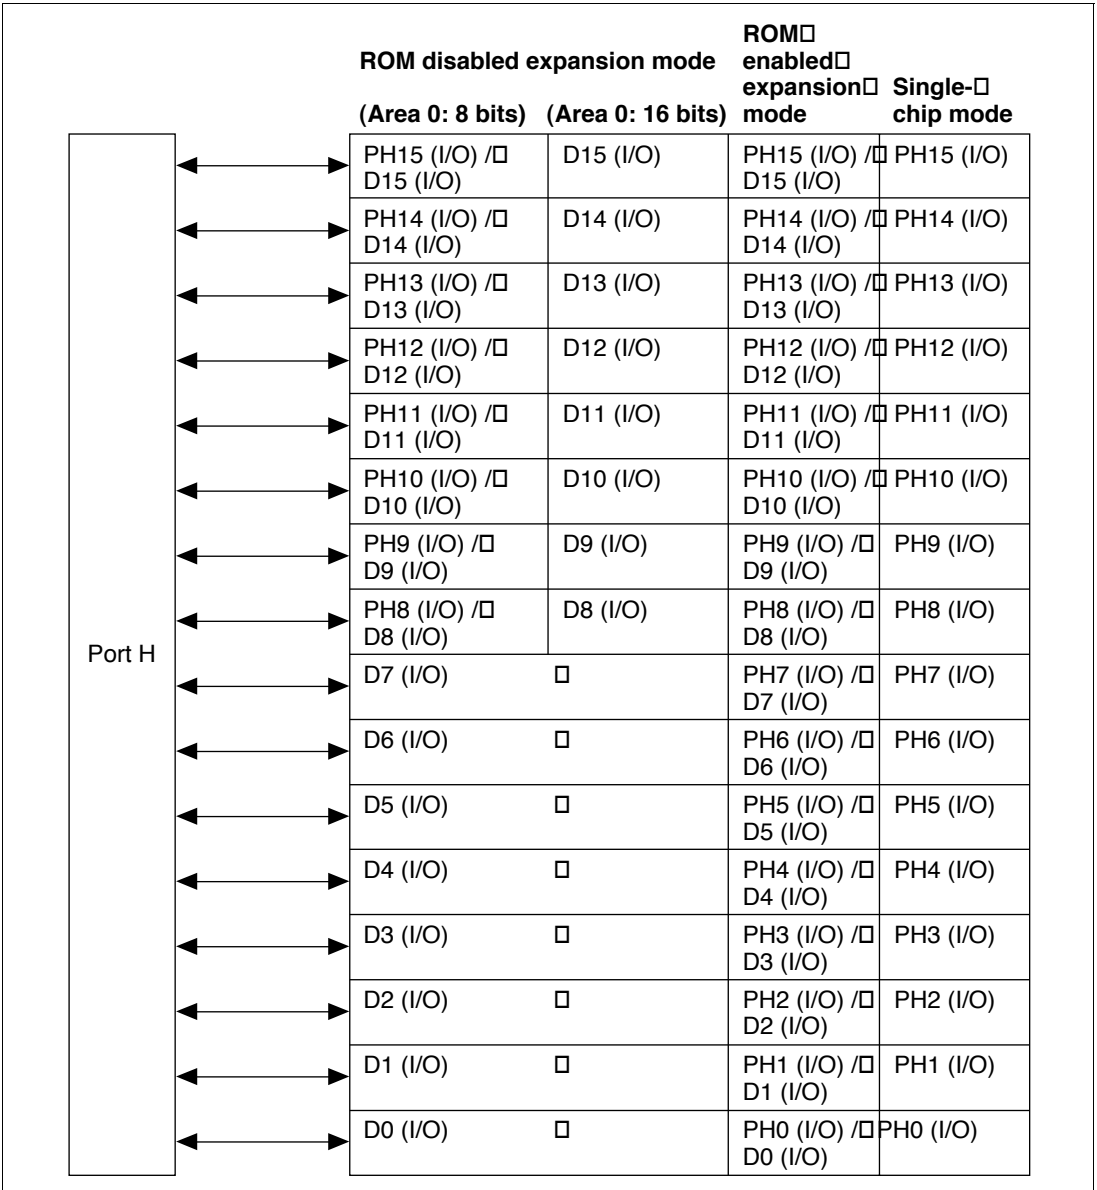 ROM□
ROM disabled expansion mode enabled□
expansion□ Single-□
(Area 0: 8 bits) (Area 0: 16 bits) mode chip mode
PH15 (I/O) /□ D15 (I/O) PH15 (I/O) /□ PH15 (I/O)
D15 (I/O) D15 (I/O)
PH14 (I/O) /□ D14 (I/O) PH14 (I/O) /□ PH14 (I/O)
D14 (I/O) D14 (I/O)
PH13 (I/O) /□ D13 (I/O) PH13 (I/O) /□ PH13 (I/O)
D13 (I/O) D13 (I/O)
PH12 (I/O) /□ D12 (I/O) PH12 (I/O) /□ PH12 (I/O)
D12 (I/O) D12 (I/O)
PH11 (I/O) /□ D11 (I/O) PH11 (I/O) /□ PH11 (I/O)
D11 (I/O) D11 (I/O)
PH10 (I/O) /□ D10 (I/O) PH10 (I/O) /□ PH10 (I/O)
D10 (I/O) D10 (I/O)
PH9 (I/O) /□ D9 (I/O) PH9 (I/O) /□ PH9 (I/O)
D9 (I/O) D9 (I/O)
PH8 (I/O) /□ D8 (I/O) PH8 (I/O) /□ PH8 (I/O)
D8 (I/O) D8 (I/O)
Port H
D7 (I/O) □ PH7 (I/O) /□ PH7 (I/O)
D7 (I/O)
D6 (I/O) □ PH6 (I/O) /□ PH6 (I/O)
D6 (I/O)
D5 (I/O) □ PH5 (I/O) /□ PH5 (I/O)
D5 (I/O)
D4 (I/O) □ PH4 (I/O) /□ PH4 (I/O)
D4 (I/O)
D3 (I/O) □ PH3 (I/O) /□ PH3 (I/O)
D3 (I/O)
D2 (I/O) □ PH2 (I/O) /□ PH2 (I/O)
D2 (I/O)
D1 (I/O) □ PH1 (I/O) /□ PH1 (I/O)
D1 (I/O)
D0 (I/O) □ PH0 (I/O) /□ PH0 (I/O)
D0 (I/O)